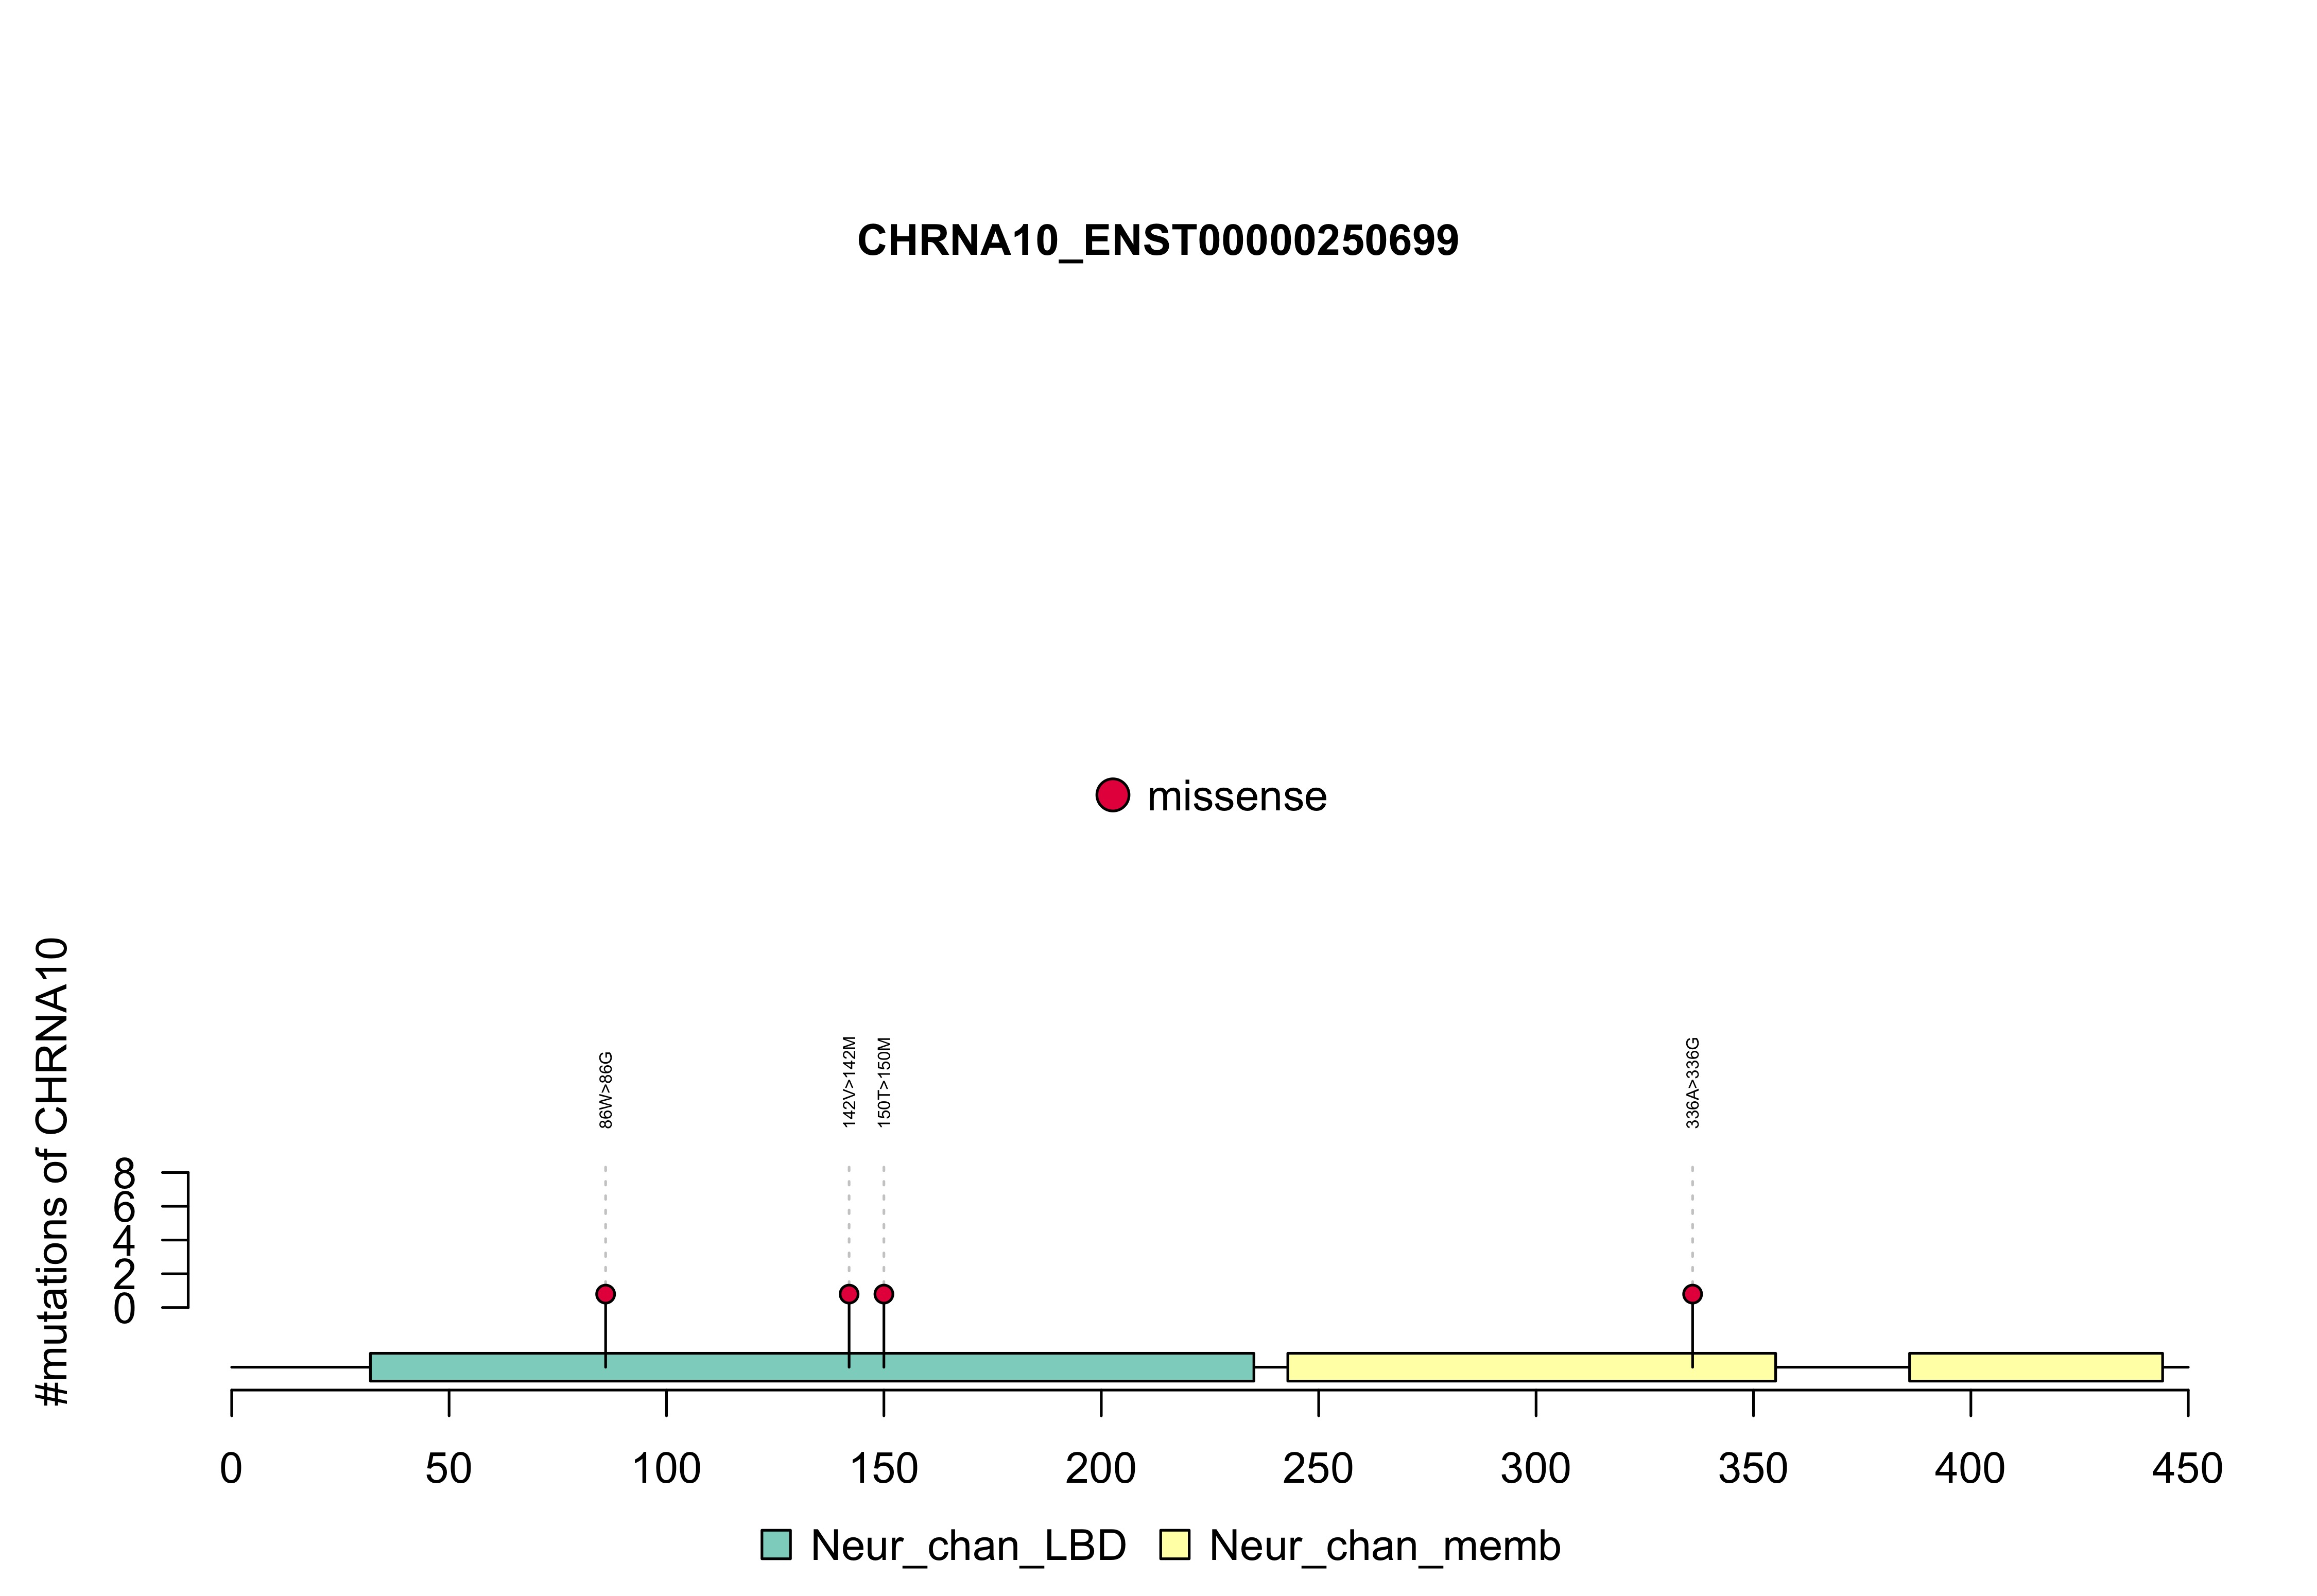 CHRNA10_ENST00000250699
missense
#mutations of CHRNA10
86W>86G
142V>142M
150T>150M
336A>336G
8
6
4
2
0
0 50 100 150 200 250 300 350 400 450
Neur_chan_LBD Neur_chan_memb